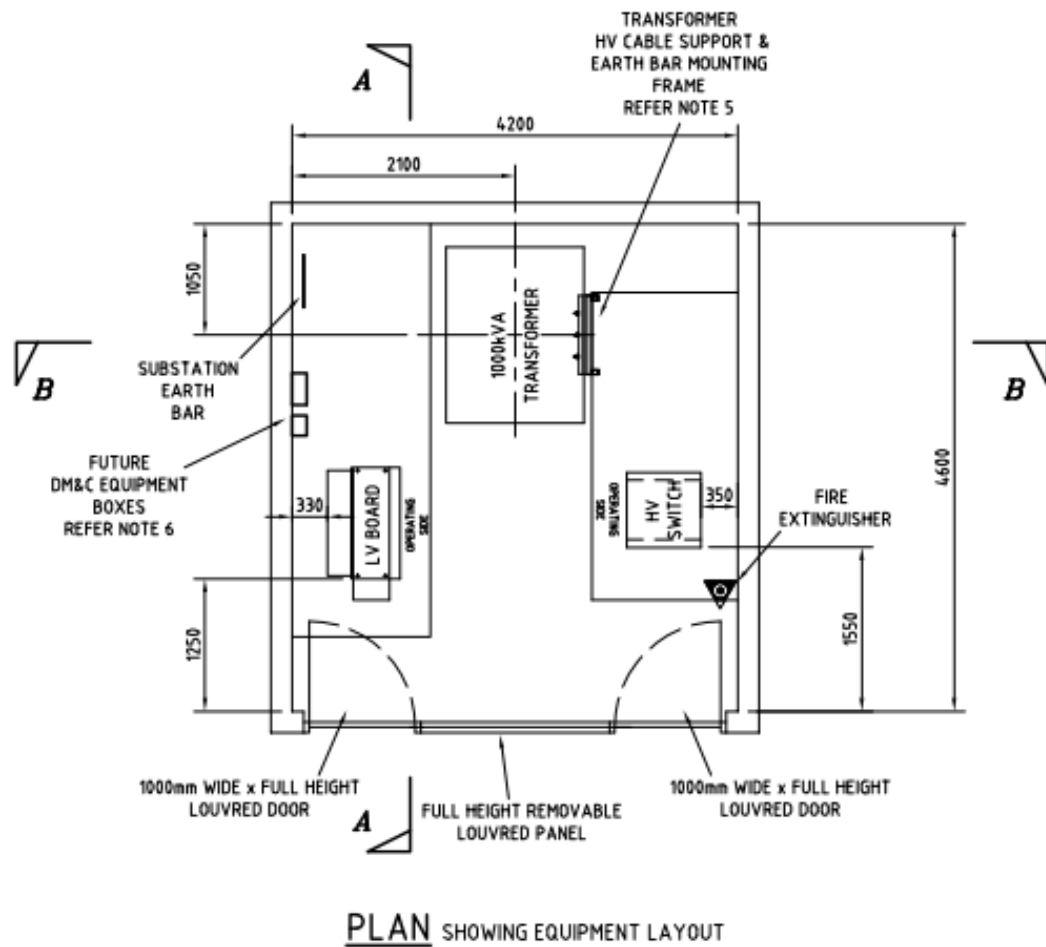 TRANSFORMER
HV CABLE SUPPORT &
EARTH BAR MOUNTING
FRAME
REFER NOTE 5
A
4200
2100
1050
1000kVA
TRANSFORMER
B
B
SUBSTATION
EARTH
BAR
FUTURE
DM&C EQUIPMENT
BOXES
REFER NOTE 6
330
LV BOARD
OPERATING
SIDE
OPERATING
SIDE
HV
SWITCH
350
FIRE
EXTINGUISHER
4600
1250
1550
1000mm WIDE x FULL HEIGHT
LOUVRED DOOR
A
FULL HEIGHT REMOVABLE
LOUVRED PANEL
1000mm WIDE x FULL HEIGHT
LOUVRED DOOR
PLAN SHOWING EQUIPMENT LAYOUT